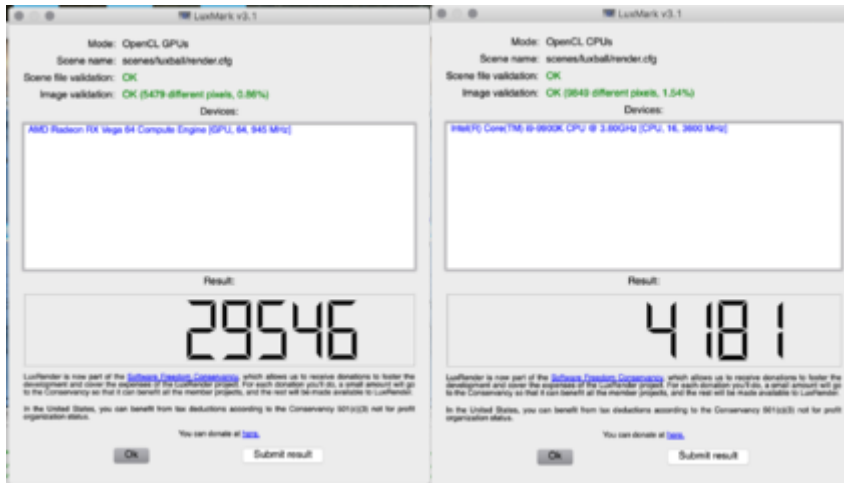 LuxMark v3.1
Mode: OpenCL GPUs
Scene name: scenes/luxball/render.cfg
Scene file validation: OK
Image validation: OK (5479 different pixels, 0.86%)
Devices:
AMD Radeon RX Vega 64 Compute Engine [GPU, 64, 945 MHz]
Result:
29546
LuxRender is now part of the Software Freedom Conservancy, which allows us to receive donations to foster the
development and cover the expenses of the LuxRender project. For each donation you'll do, a small amount will go
to the Conservancy so that it can benefit all the member projects, and the rest will be made available to LuxRender.
In the United States, you can benefit from tax deductions according to the Conservancy 501(c)(3) not for profit
organization status.
You can donate at here.
Ok
Submit result
LuxMark v3.1
Mode: OpenCL CPUs
Scene name: scenes/luxball/render.cfg
Scene file validation: OK
Image validation: OK (9849 different pixels, 1.54%)
Devices:
Intel(R) Core(TM) i9-9900K CPU @ 3.60GHz [CPU, 16, 3600 MHz]
Result:
4181
LuxRender is now part of the Software Freedom Conservancy, which allows us to receive donations to foster the
development and cover the expenses of the LuxRender project. For each donation you'll do, a small amount will go
to the Conservancy so that it can benefit all the member projects, and the rest will be made available to LuxRender.
In the United States, you can benefit from tax deductions according to the Conservancy 501(c)(3) not for profit
organization status.
You can donate at here.
Ok
Submit result